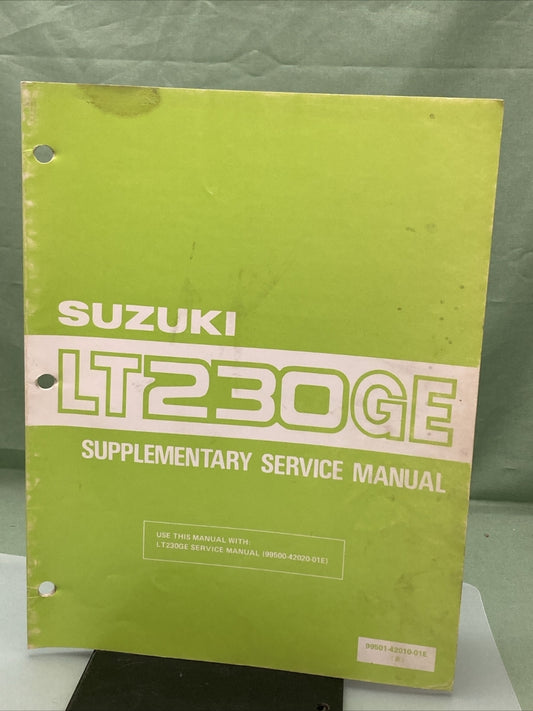 SUZUKI
LT230GE
SUPPLEMENTARY SERVICE MANUAL
USE THIS MANUAL WITH:
LT230GE SERVICE MANUAL (99500-42020-01E)
99501-42010-01E